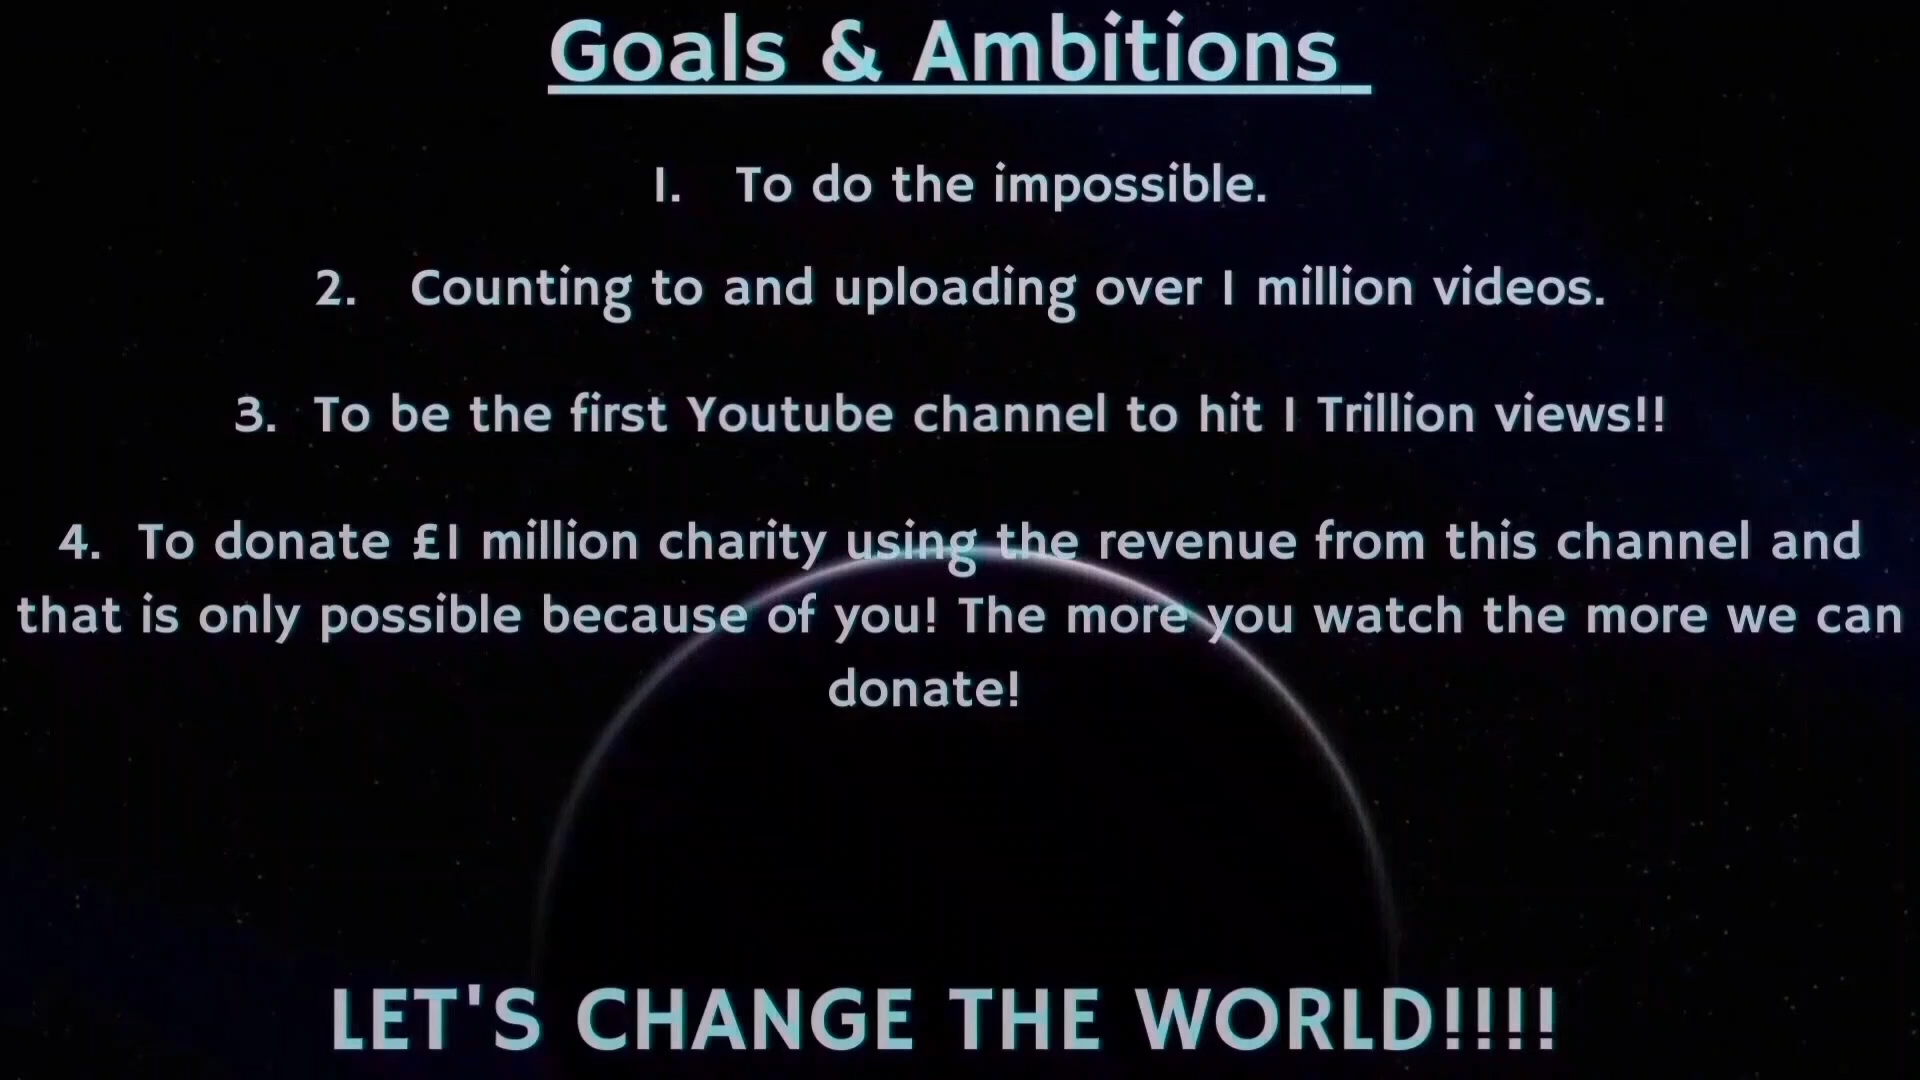 Goals & Ambitions
1. To do the impossible.
2. Counting to and uploading over 1 million videos.
3. To be the first Youtube channel to hit 1 Trillion views!!
4. To donate £1 million charity using the revenue from this channel and
that is only possible because of you! The more you watch the more we can
donate!
LET'S CHANGE THE WORLD!!!!